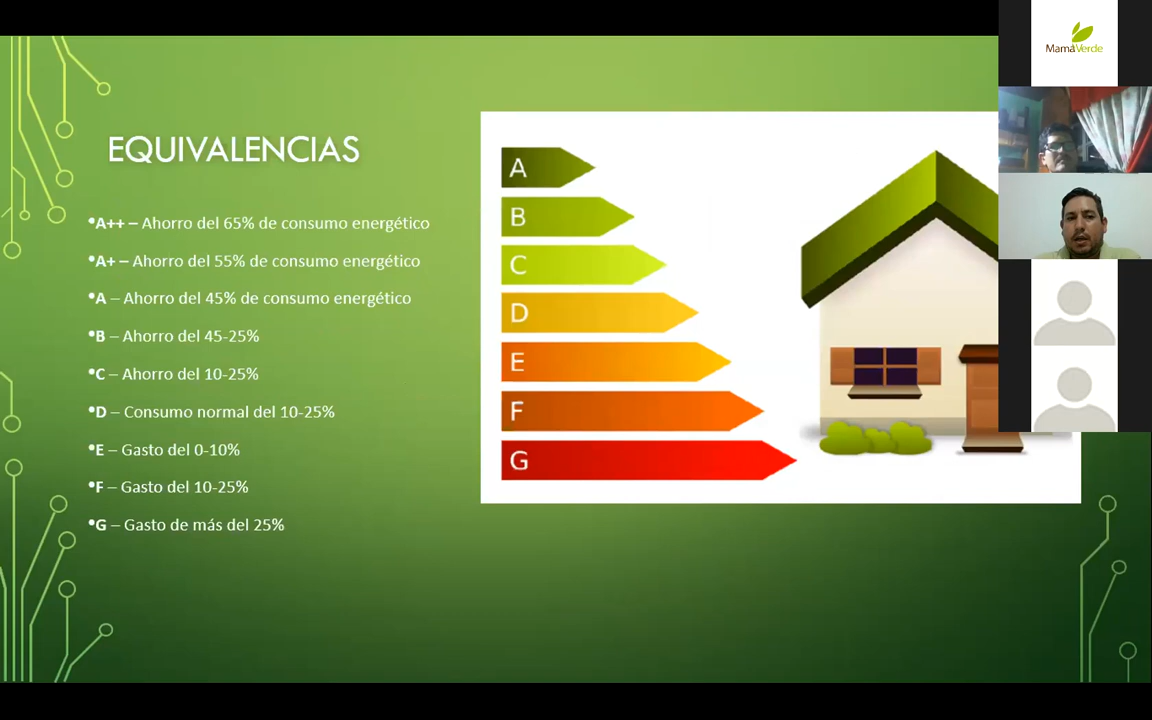 EQUIVALENCIAS
•A++ – Ahorro del 65% de consumo energético
•A+ – Ahorro del 55% de consumo energético
•A – Ahorro del 45% de consumo energético
•B – Ahorro del 45-25%
•C – Ahorro del 10-25%
•D – Consumo normal del 10-25%
•E – Gasto del 0-10%
•F – Gasto del 10-25%
•G – Gasto de más del 25%
A
B
C
D
E
F
G
MamáVerde